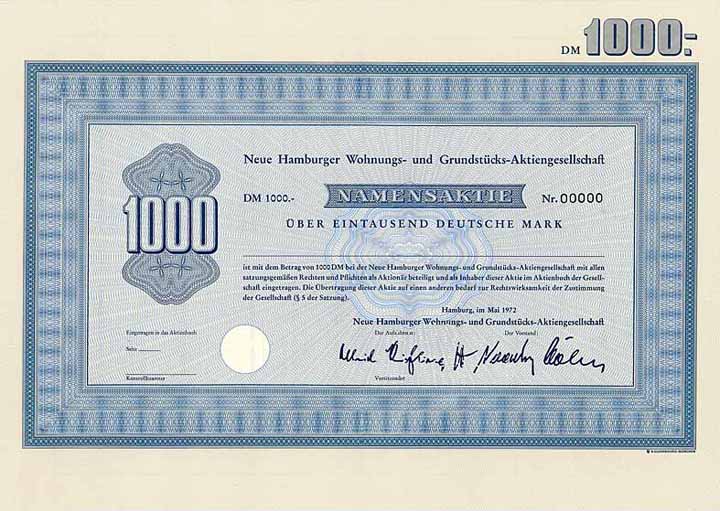 DM 1000.-
Neue Hamburger Wohnungs- und Grundstücks-Aktiengesellschaft
DM 1000.- NAMENSAKTIE Nr. 00000
ÜBER EINTAUSEND DEUTSCHE MARK
1000
ist mit dem Betrag von 1000 DM bei der Neue Hamburger Wohnungs- und Grundstücks-Aktiengesellschaft mit allen
satzungsgemäßen Rechten und Pflichten als Aktionär beteiligt und als Inhaber dieser Aktie im Aktienbuch der Gesell-
schaft eingetragen. Die Übertragung dieser Aktie auf einen anderen bedarf zur Rechtswirksamkeit der Zustimmung
der Gesellschaft (§ 5 der Satzung).
Hamburg, im Mai 1972
Neue Hamburger Wohnungs- und Grundstücks-Aktiengesellschaft
Eingetragen in das Aktienbuch
Der Aufsichtsrat: Der Vorstand:
Seite
Kontrollbeamter
Vorsitzender